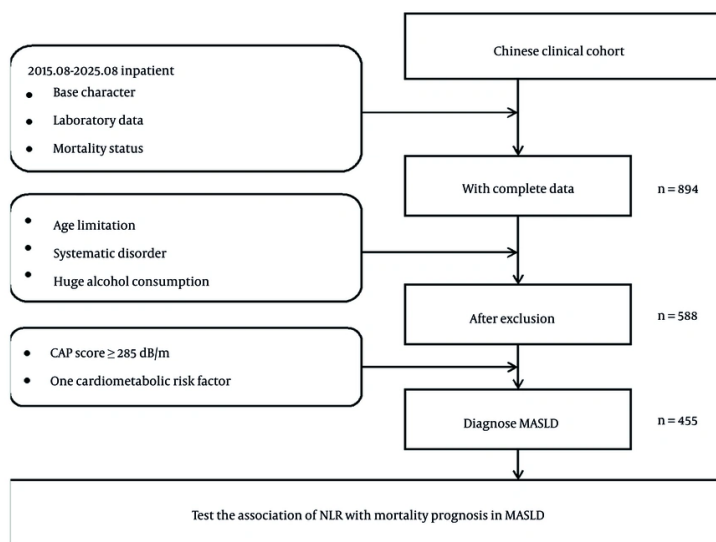 Chinese clinical cohort
2015.08-2025.08 inpatient
Base character
Laboratory data
Mortality status
With complete data
n = 894
Age limitation
Systematic disorder
Huge alcohol consumption
After exclusion
n = 588
CAP score ≥ 285 dB/m
One cardiometabolic risk factor
Diagnose MASLD
n = 455
Test the association of NLR with mortality prognosis in MASLD